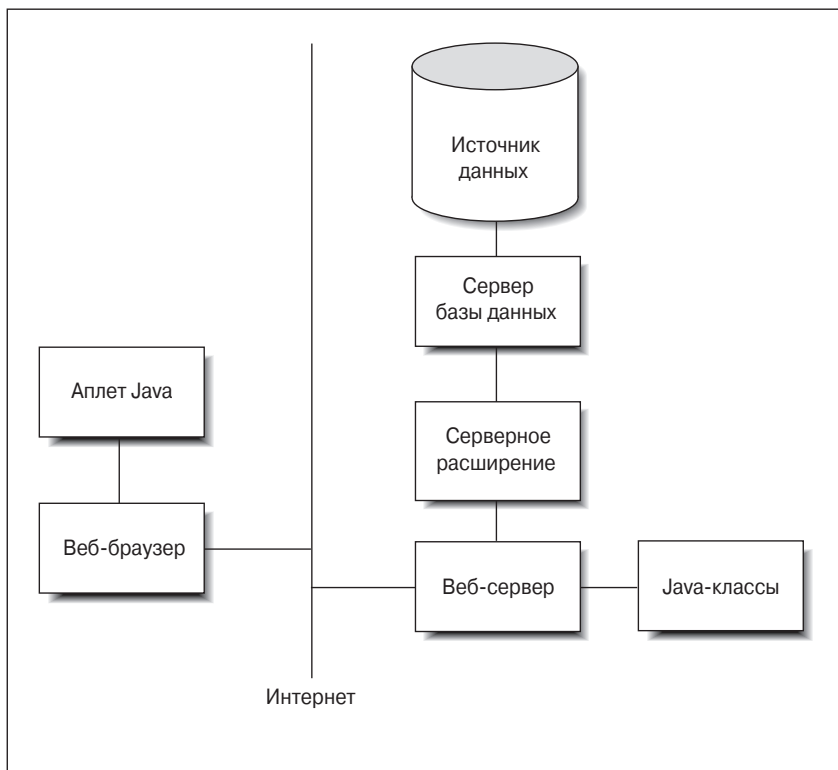 Источник
данных
Сервер
базы данных
Аплет Java
Серверное
расширение
Веб-браузер
Веб-сервер
Java-классы
Интернет